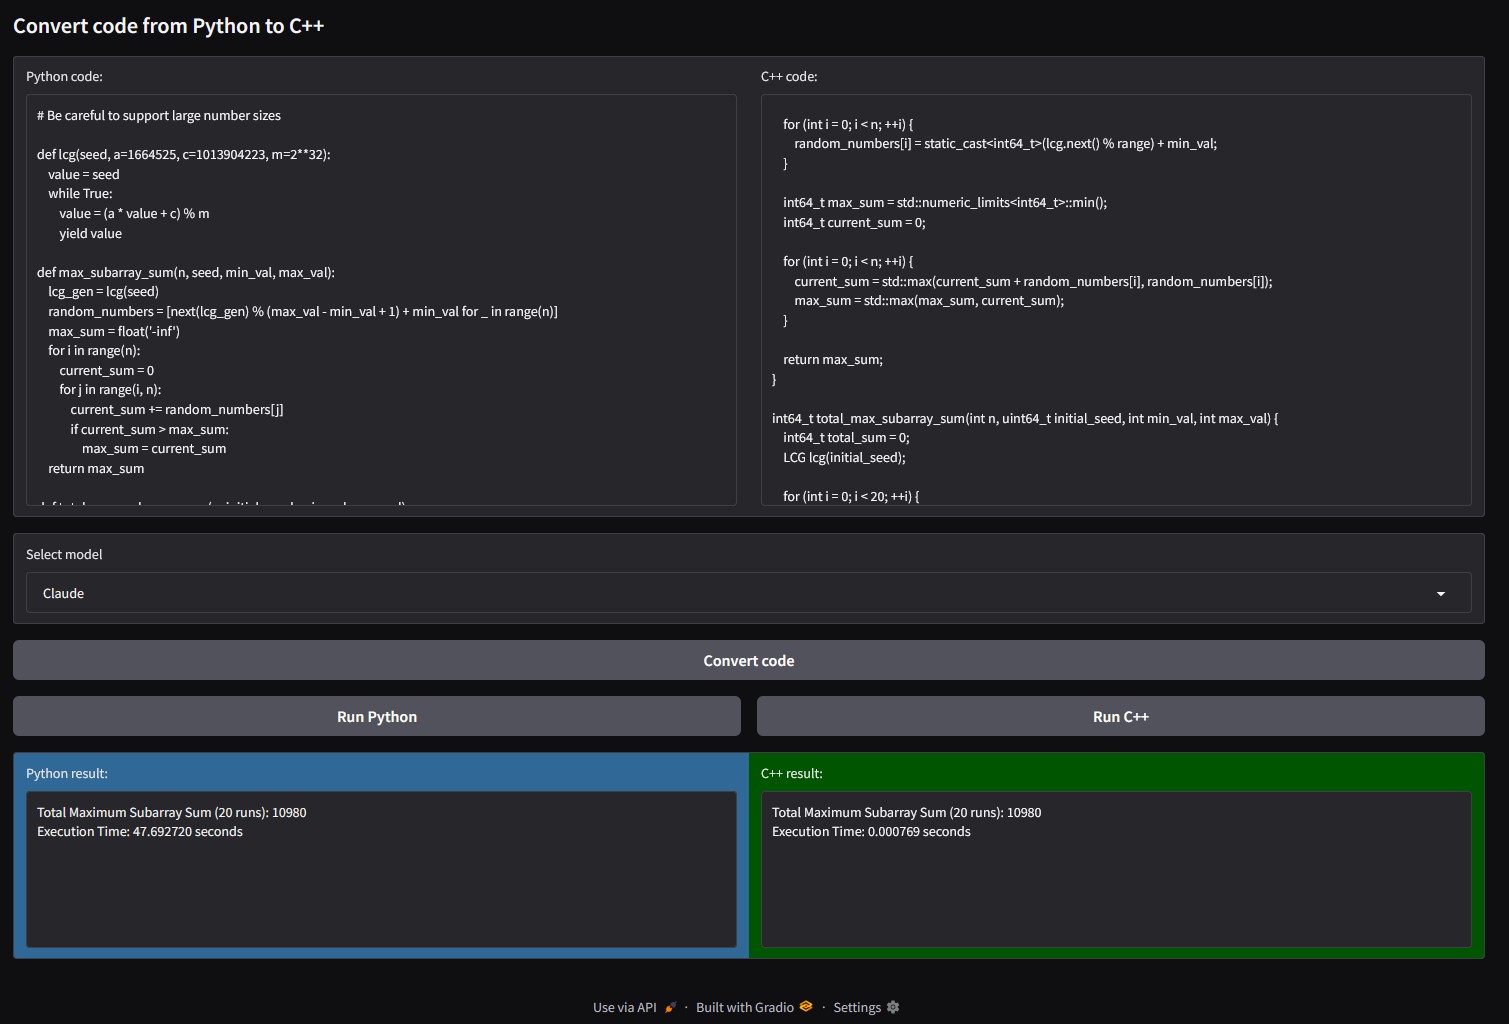 Convert code from Python to C++
Python code:
# Be careful to support large number sizes
def lcg(seed, a=1664525, c=1013904223, m=2**32):
    value = seed
    while True:
        value = (a * value + c) % m
        yield value
def max_subarray_sum(n, seed, min_val, max_val):
    lcg_gen = lcg(seed)
    random_numbers = [next(lcg_gen) % (max_val - min_val + 1) + min_val for _ in range(n)]
    max_sum = float('-inf')
    for i in range(n):
        current_sum = 0
        for j in range(i, n):
            current_sum += random_numbers[j]
            if current_sum > max_sum:
                max_sum = current_sum
    return max_sum
C++ code:
    for (int i = 0; i < n; ++i) {
        random_numbers[i] = static_cast<int64_t>(lcg.next() % range) + min_val;
    }
    int64_t max_sum = std::numeric_limits<int64_t>::min();
    int64_t current_sum = 0;
    for (int i = 0; i < n; ++i) {
        current_sum = std::max(current_sum + random_numbers[i], random_numbers[i]);
        max_sum = std::max(max_sum, current_sum);
    }
    return max_sum;
}
int64_t total_max_subarray_sum(int n, uint64_t initial_seed, int min_val, int max_val) {
    int64_t total_sum = 0;
    LCG lcg(initial_seed);
    for (int i = 0; i < 20; ++i) {
Select model
Claude
Convert code
Run Python
Run C++
Python result:
Total Maximum Subarray Sum (20 runs): 10980
Execution Time: 47.692720 seconds
C++ result:
Total Maximum Subarray Sum (20 runs): 10980
Execution Time: 0.000769 seconds
Use via API · Built with Gradio · Settings